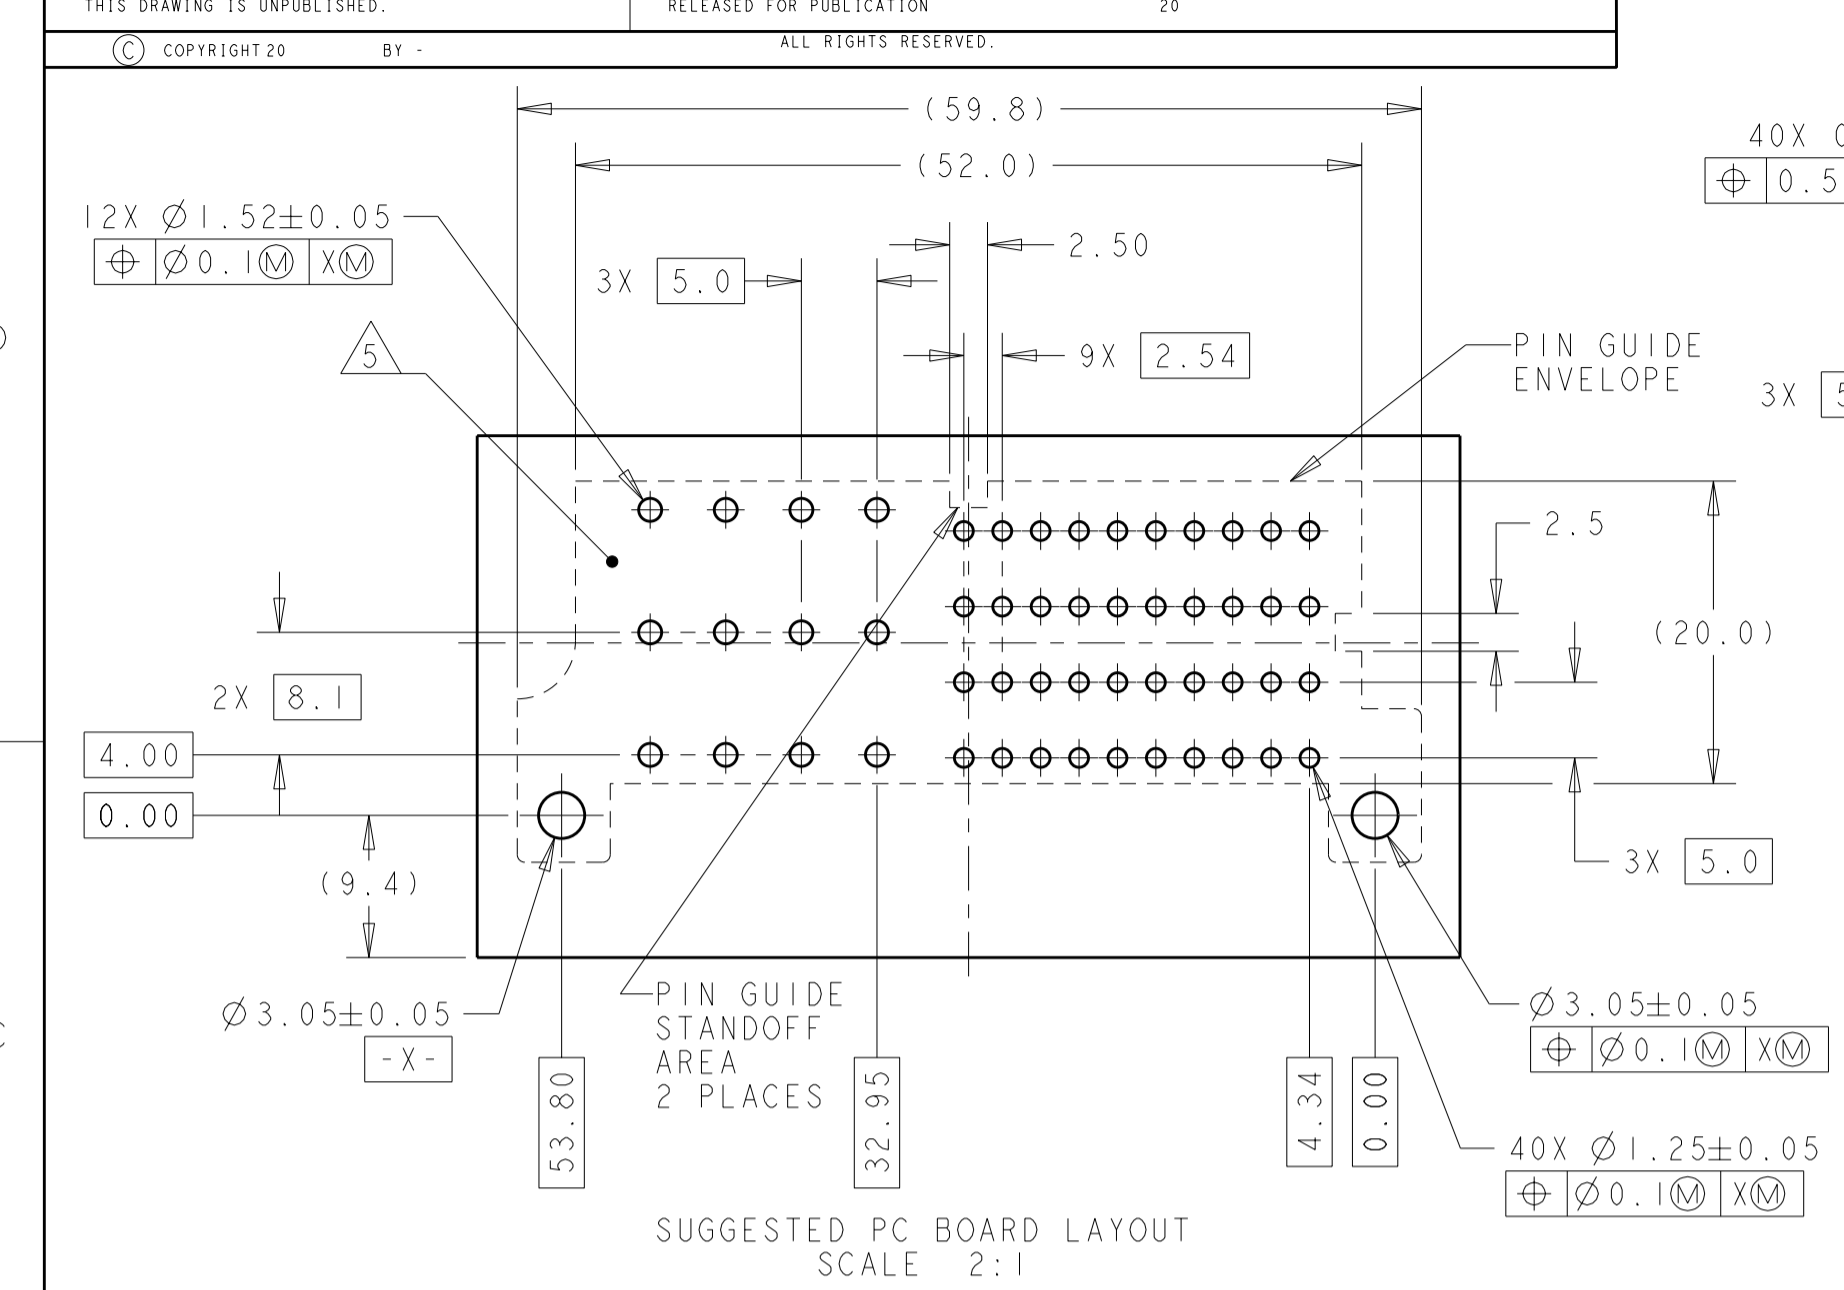 THIS DRAWING IS UNPUBLISHED.
RELEASED FOR PUBLICATION 20
Ⓒ COPYRIGHT 20 BY -
ALL RIGHTS RESERVED.
(59.8)
(52.0)
40X
⌖ 0.5
12X Ø1.52±0.05
⌖ Ø0.1Ⓜ XⓂ
2.50
3X 5.0
5
9X 2.54
PIN GUIDE
ENVELOPE
3X
2.5
(20.0)
2X 8.1
4.00
0.00
(9.4)
3X 5.0
Ø3.05±0.05
-X-
PIN GUIDE
STANDOFF
AREA
2 PLACES
53.80
32.95
4.34
0.00
Ø3.05±0.05
⌖ Ø0.1Ⓜ XⓂ
40X Ø1.25±0.05
⌖ Ø0.1Ⓜ XⓂ
SUGGESTED PC BOARD LAYOUT
SCALE 2:1